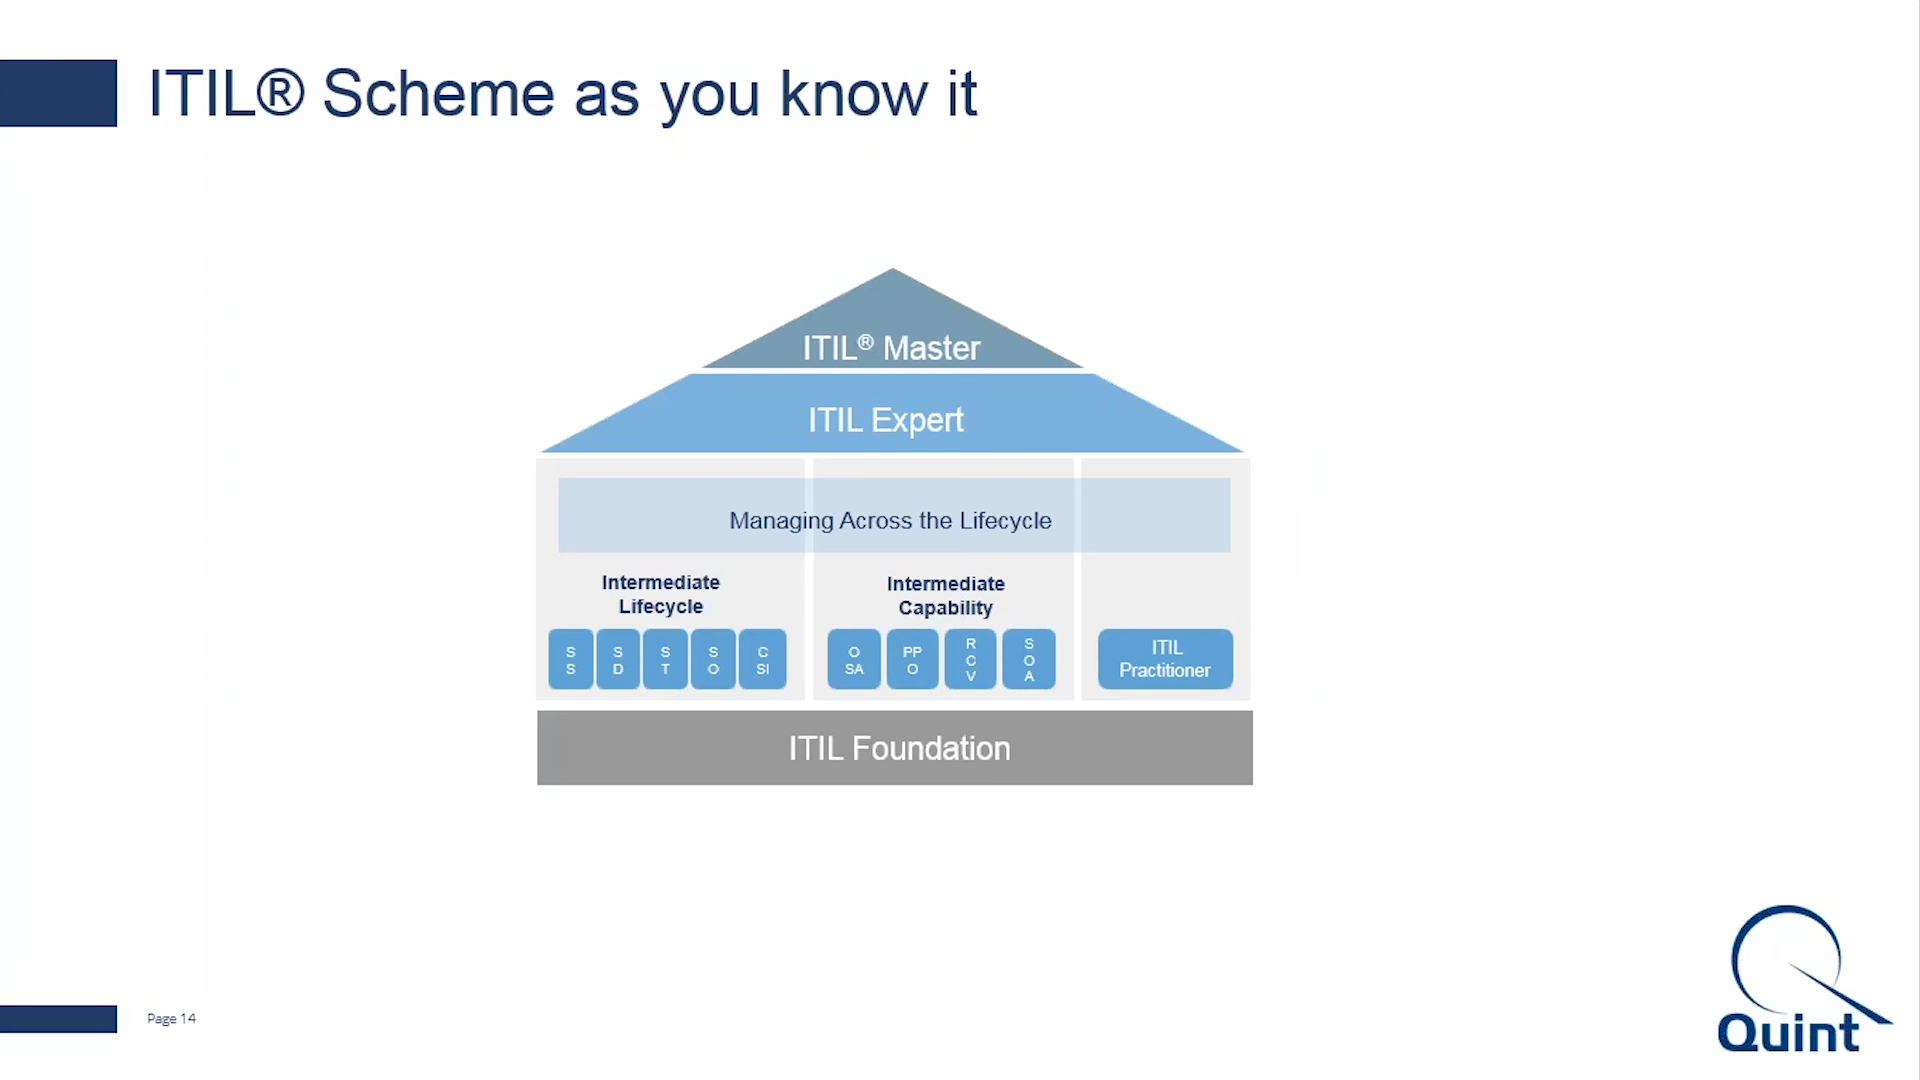 ITIL® Scheme as you know it
ITIL® Master
ITIL Expert
Managing Across the Lifecycle
Intermediate
Lifecycle
Intermediate
Capability
S
S
S
D
S
T
S
O
C
SI
O
SA
PP
O
R
C
V
S
O
A
ITIL
Practitioner
ITIL Foundation
Page 14
Quint